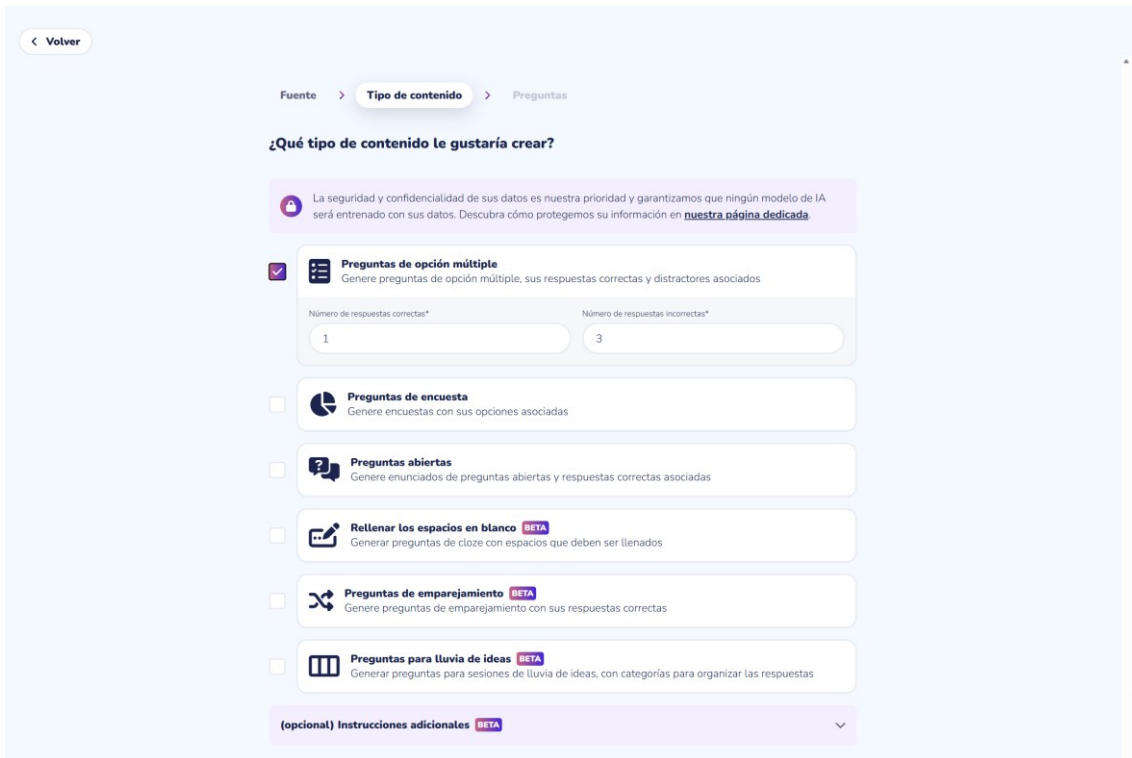 Volver
Fuente
Tipo de contenido
Preguntas
¿Qué tipo de contenido le gustaría crear?
La seguridad y confidencialidad de sus datos es nuestra prioridad y garantizamos que ningún modelo de IA
será entrenado con sus datos. Descubra cómo protegemos su información en nuestra página dedicada.
Preguntas de opción múltiple
Genere preguntas de opción múltiple, sus respuestas correctas y distractores asociados
Número de respuestas correctas*
Número de respuestas incorrectas*
1
3
Preguntas de encuesta
Genere encuestas con sus opciones asociadas
Preguntas abiertas
Genere enunciados de preguntas abiertas y respuestas correctas asociadas
Rellenar los espacios en blanco BETA
Generar preguntas de cloze con espacios que deben ser llenados
Preguntas de emparejamiento BETA
Genere preguntas de emparejamiento con sus respuestas correctas
Preguntas para lluvia de ideas BETA
Generar preguntas para sesiones de lluvia de ideas, con categorías para organizar las respuestas
(opcional) Instrucciones adicionales BETA